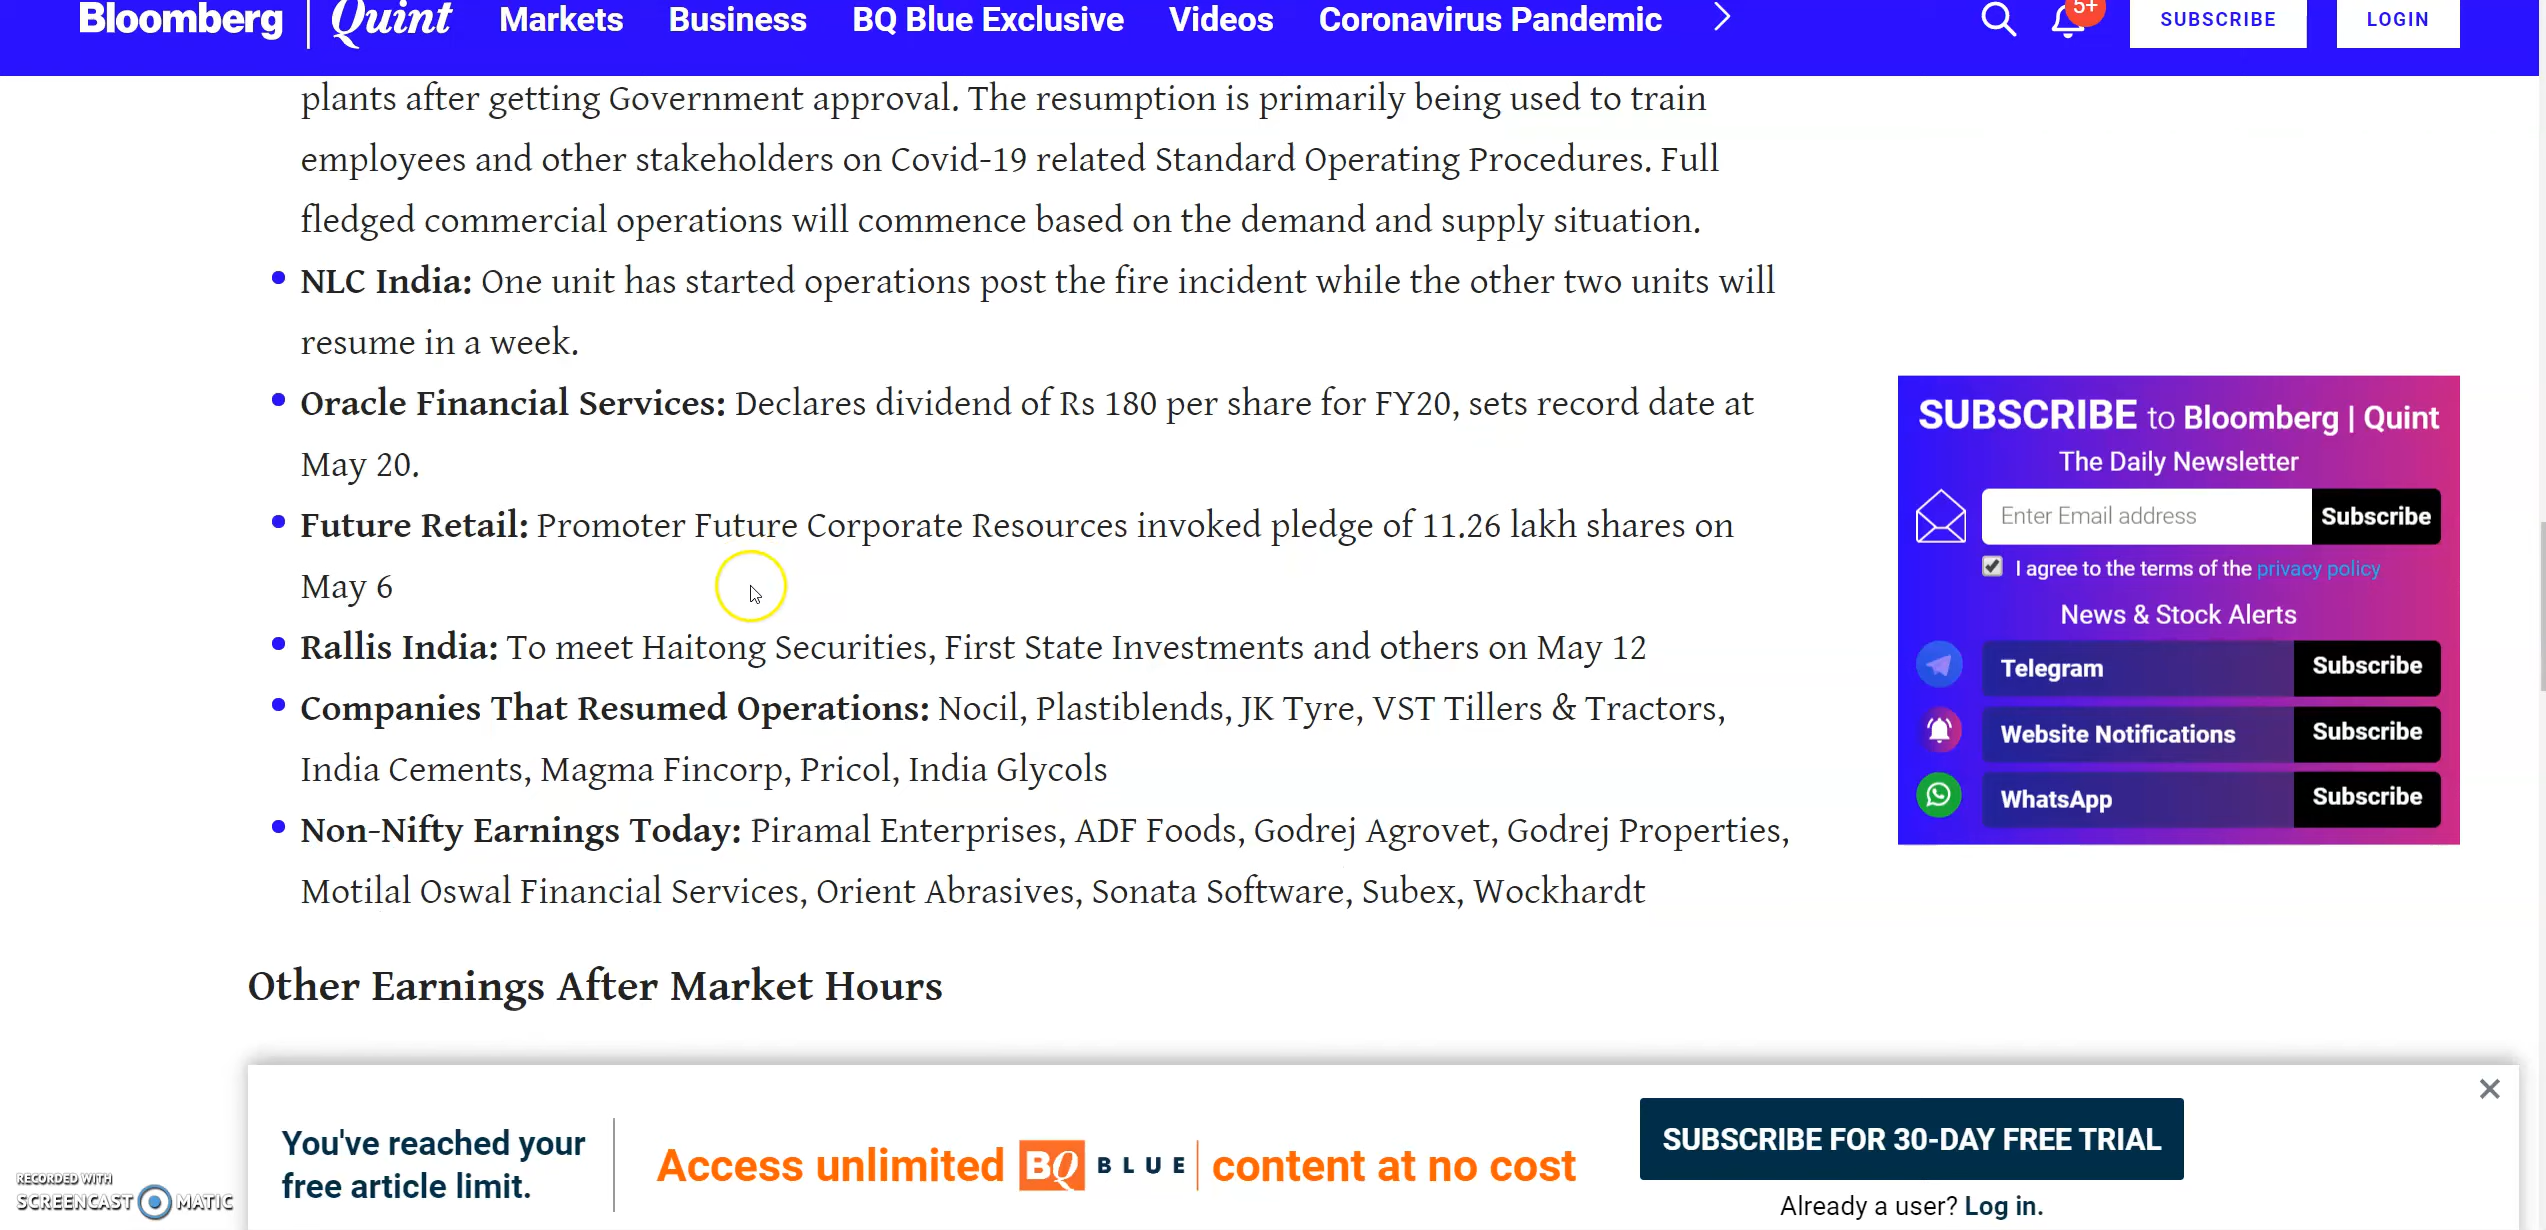 Bloomberg | Quint Markets Business BQ Blue Exclusive Videos Coronavirus Pandemic 5+ SUBSCRIBE LOGIN
plants after getting Government approval. The resumption is primarily being used to train
employees and other stakeholders on Covid-19 related Standard Operating Procedures. Full
fledged commercial operations will commence based on the demand and supply situation.
NLC India: One unit has started operations post the fire incident while the other two units will
resume in a week.
Oracle Financial Services: Declares dividend of Rs 180 per share for FY20, sets record date at
May 20.
Future Retail: Promoter Future Corporate Resources invoked pledge of 11.26 lakh shares on
May 6
Rallis India: To meet Haitong Securities, First State Investments and others on May 12
Companies That Resumed Operations: Nocil, Plastiblends, JK Tyre, VST Tillers & Tractors,
India Cements, Magma Fincorp, Pricol, India Glycols
Non-Nifty Earnings Today: Piramal Enterprises, ADF Foods, Godrej Agrovet, Godrej Properties,
Motilal Oswal Financial Services, Orient Abrasives, Sonata Software, Subex, Wockhardt
Other Earnings After Market Hours
SUBSCRIBE to Bloomberg | Quint
The Daily Newsletter
Enter Email address Subscribe
I agree to the terms of the privacy policy
News & Stock Alerts
Telegram Subscribe
Website Notifications Subscribe
WhatsApp Subscribe
You've reached your
free article limit.
Access unlimited BQ BLUE content at no cost
SUBSCRIBE FOR 30-DAY FREE TRIAL
Already a user? Log in.
RECORDED WITH
SCREENCAST MATIC